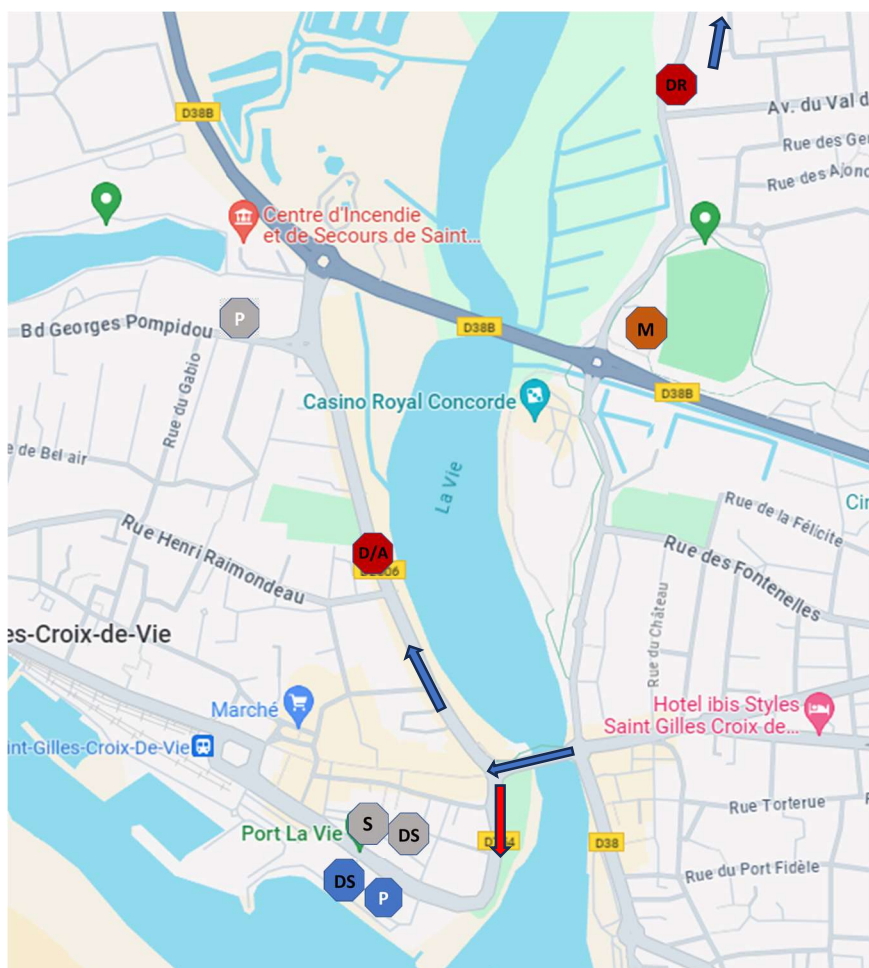 DR
D38B
Av. du Val d
Rue des Ger
Rue des Ajonc
Centre d'Incendie
et de Secours de Saint...
P
Bd Georges Pompidou
D38B
M
Rue du Gabio
Casino Royal Concorde
D38B
e de Bel air
La Vie
Cir
Rue de la Félicite
Rue Henri Raimondeau
D/A
Rue des Fontenelles
es-Croix-de-Vie
Rue du Château
Marché
Hotel ibis Styles
Saint Gilles Croix de...
int-Gilles-Croix-De-Vie
Rue Torterue
R
S
DS
Port La Vie
D38
Rue du Port Fidèle
DS
P